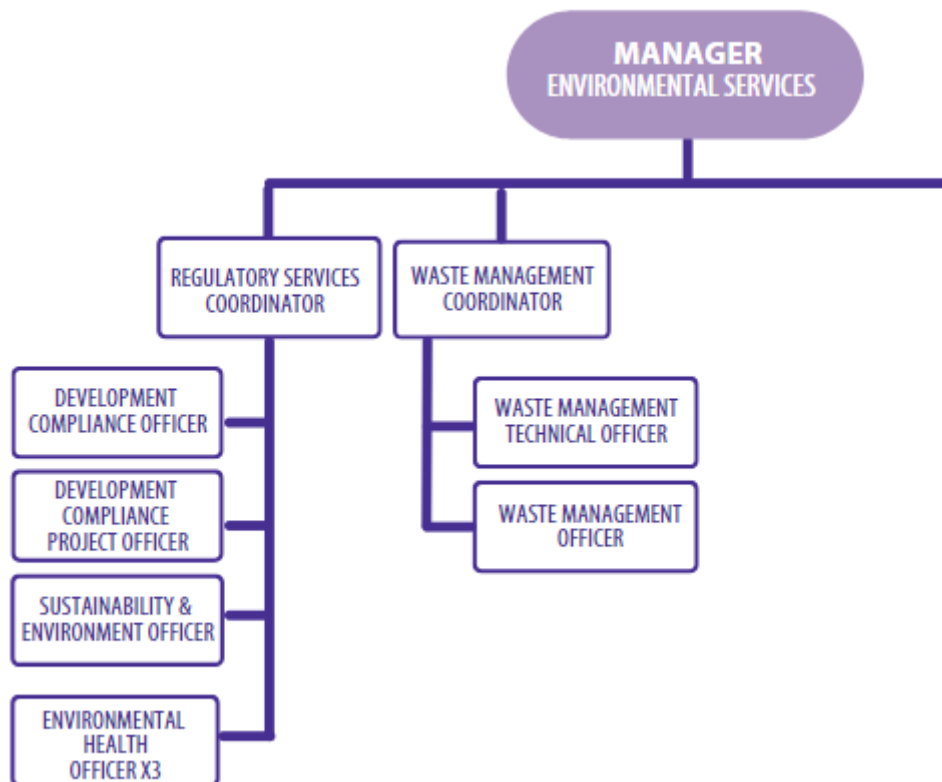 MANAGER
ENVIRONMENTAL SERVICES
REGULATORY SERVICES
COORDINATOR
WASTE MANAGEMENT
COORDINATOR
DEVELOPMENT
COMPLIANCE OFFICER
DEVELOPMENT
COMPLIANCE
PROJECT OFFICER
SUSTAINABILITY &
ENVIRONMENT OFFICER
ENVIRONMENTAL
HEALTH
OFFICER X3
WASTE MANAGEMENT
TECHNICAL OFFICER
WASTE MANAGEMENT
OFFICER